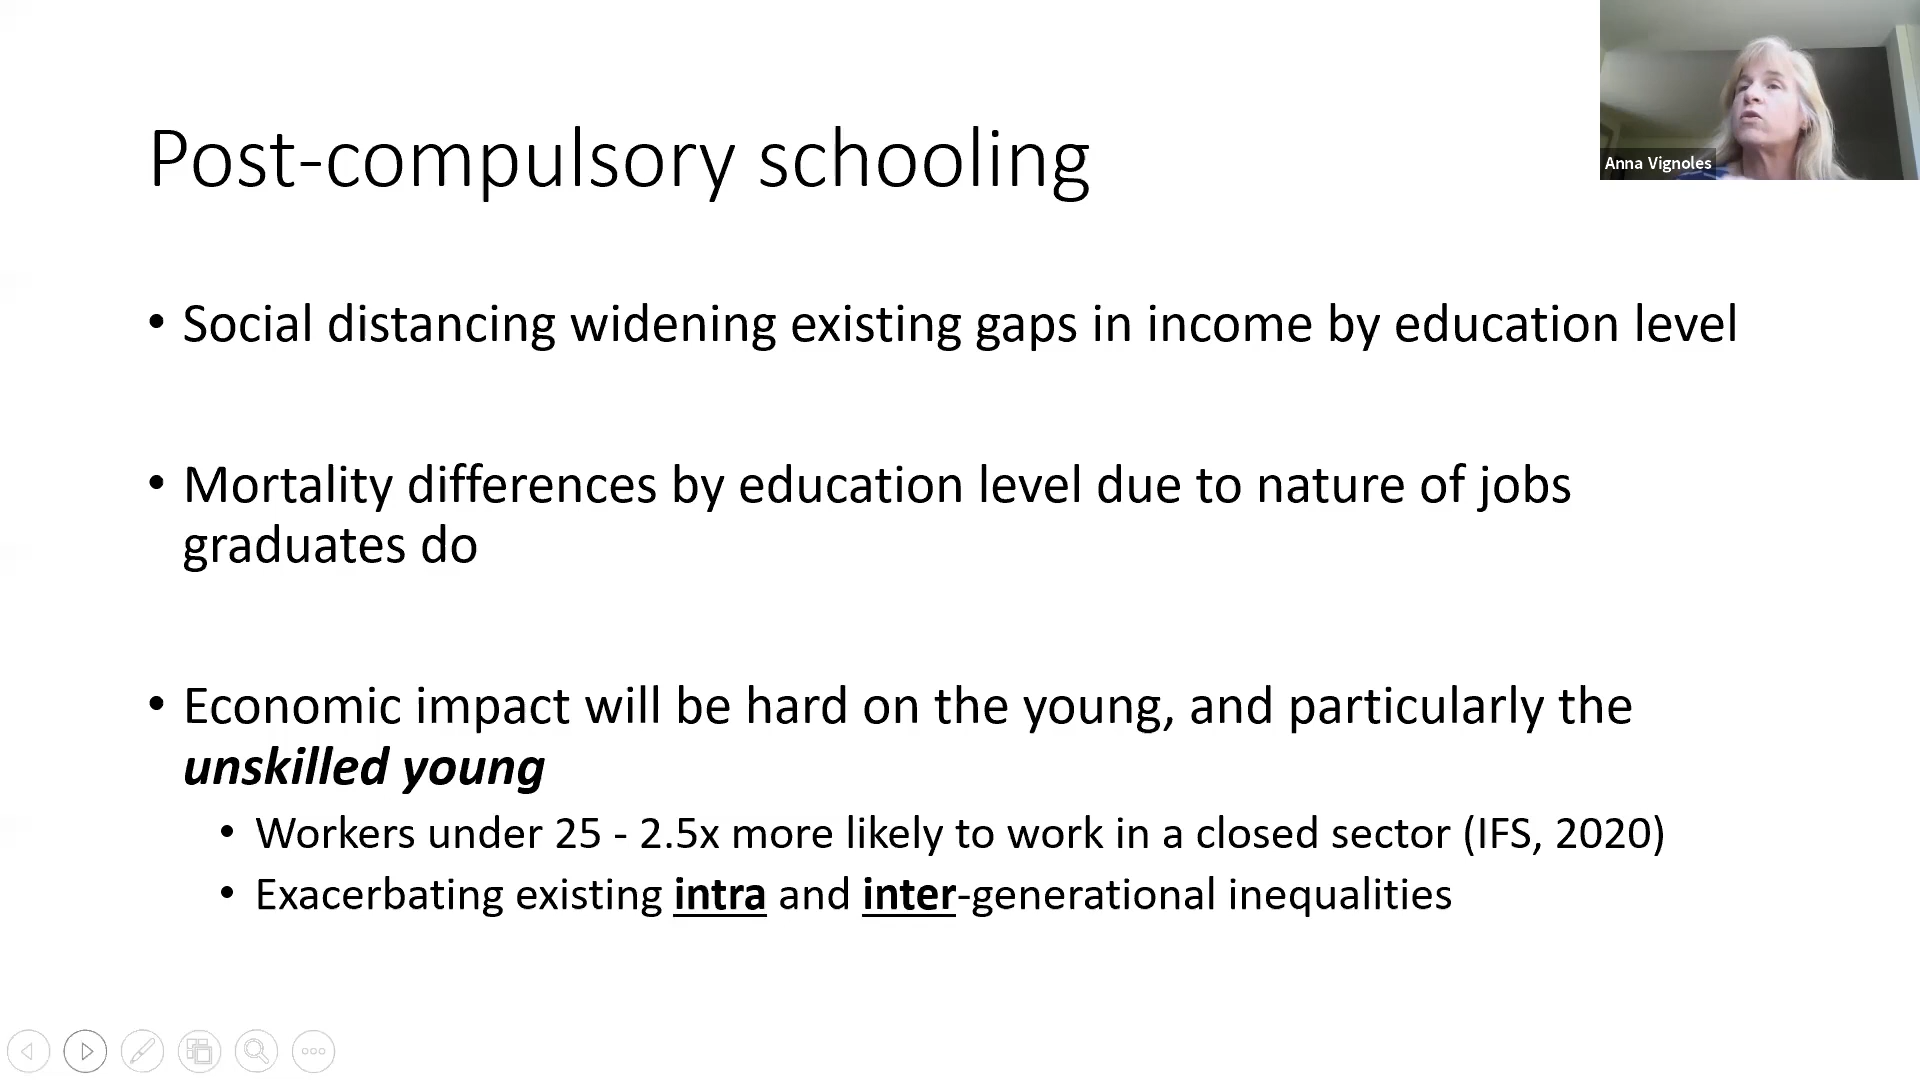 Anna Vignoles
Post-compulsory schooling
• Social distancing widening existing gaps in income by education level
• Mortality differences by education level due to nature of jobs
graduates do
• Economic impact will be hard on the young, and particularly the
unskilled young
• Workers under 25 - 2.5x more likely to work in a closed sector (IFS, 2020)
• Exacerbating existing intra and inter-generational inequalities